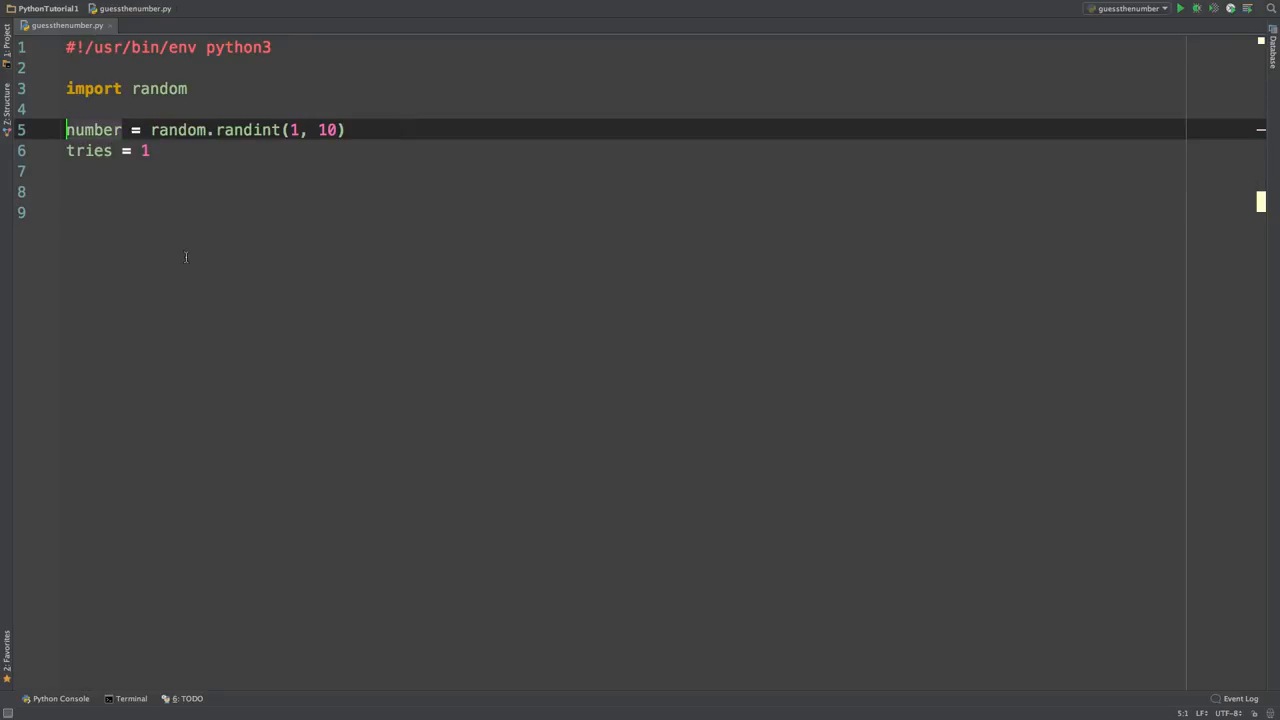 PythonTutorial1 guessthenumber.py guessthenumber
guessthenumber.py
1: Project
Z: Structure
2: Favorites
Database
1 #!/usr/bin/env python3
2
3 import random
4
5 number = random.randint(1, 10)
6 tries = 1
7
8
9
Python Console Terminal 6: TODO Event Log
5:1 LF÷ UTF-8÷